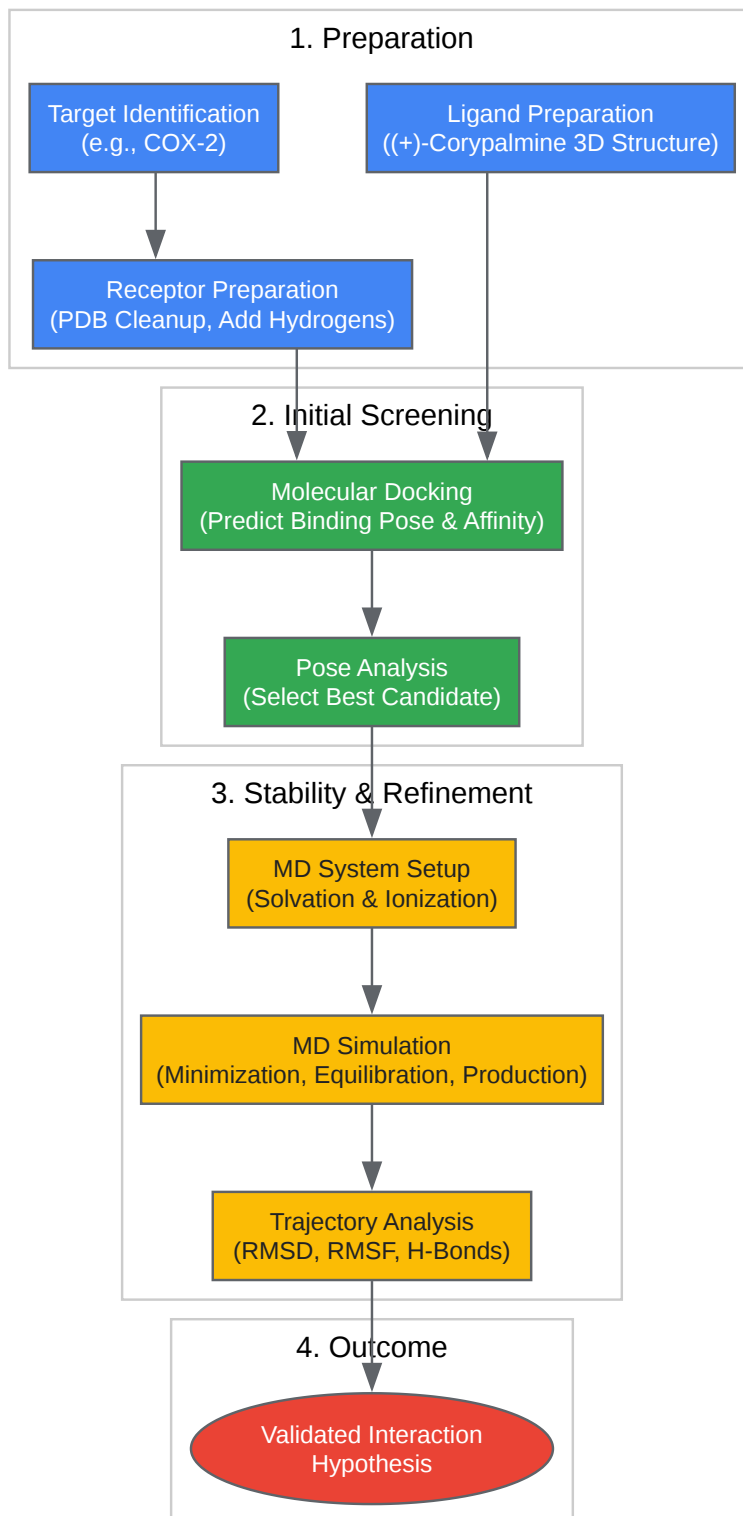 1. Preparation
Target Identification
(e.g., COX-2)
Ligand Preparation
((+)-Corypalmine 3D Structure)
Receptor Preparation
(PDB Cleanup, Add Hydrogens)
2. Initial Screening
Molecular Docking
(Predict Binding Pose & Affinity)
Pose Analysis
(Select Best Candidate)
3. Stability & Refinement
MD System Setup
(Solvation & Ionization)
MD Simulation
(Minimization, Equilibration, Production)
Trajectory Analysis
(RMSD, RMSF, H-Bonds)
4. Outcome
Validated Interaction
Hypothesis